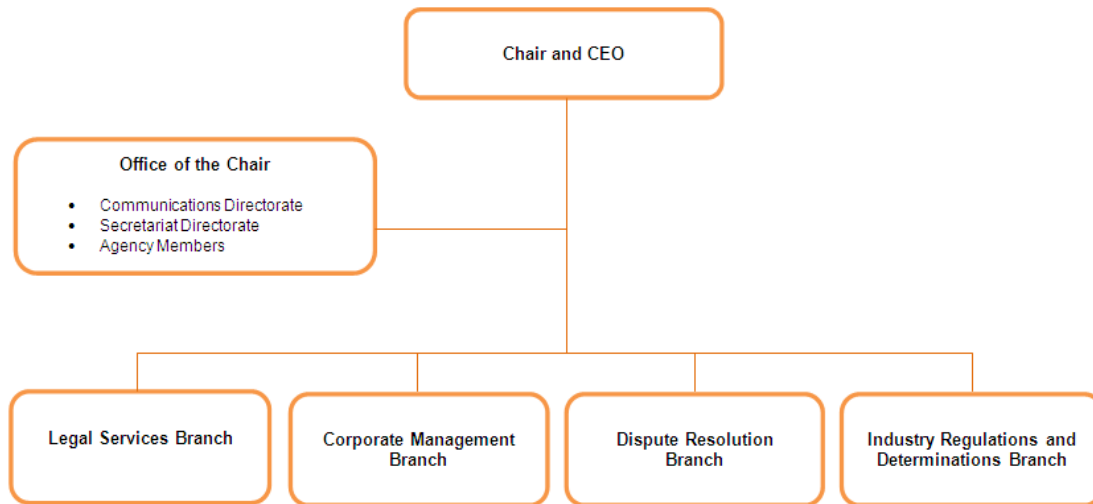 Chair and CEO
Office of the Chair
• Communications Directorate
• Secretariat Directorate
• Agency Members
Legal Services Branch
Corporate Management
Branch
Dispute Resolution
Branch
Industry Regulations and
Determinations Branch